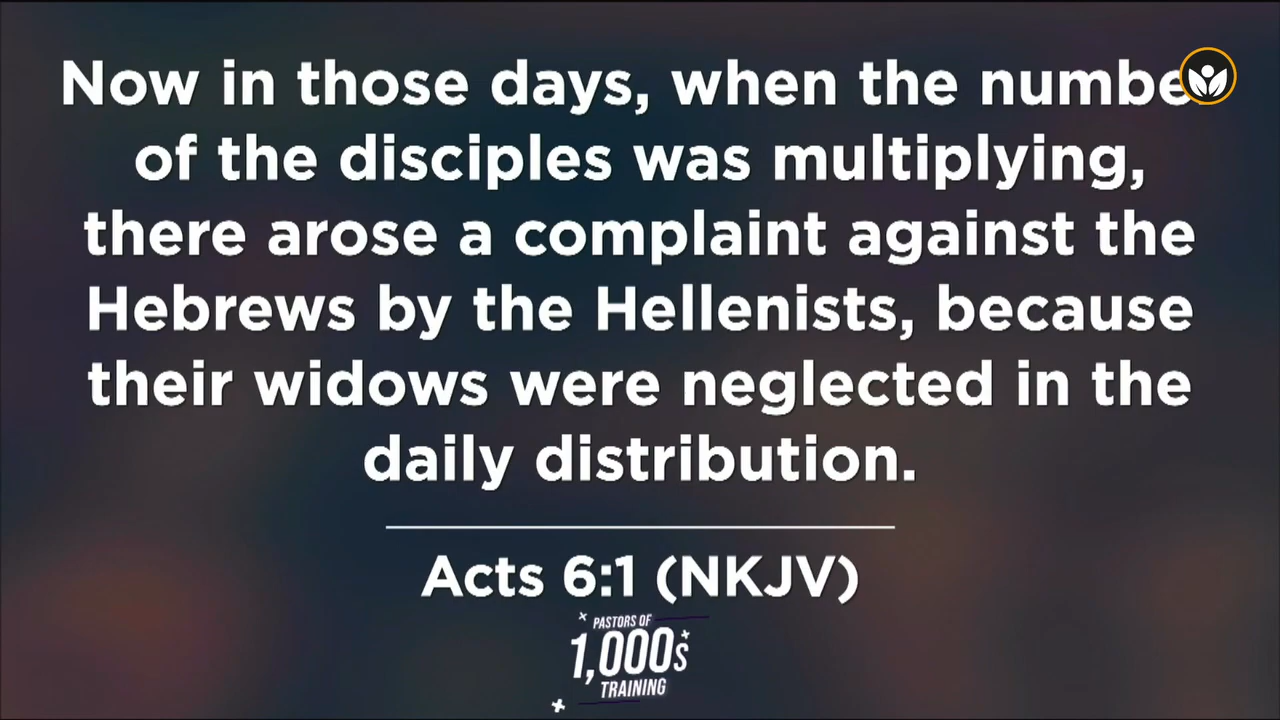 Now in those days, when the numbe
of the disciples was multiplying,
there arose a complaint against the
Hebrews by the Hellenists, because
their widows were neglected in the
daily distribution.
Acts 6:1 (NKJV)
PASTORS OF
1,000s
TRAINING